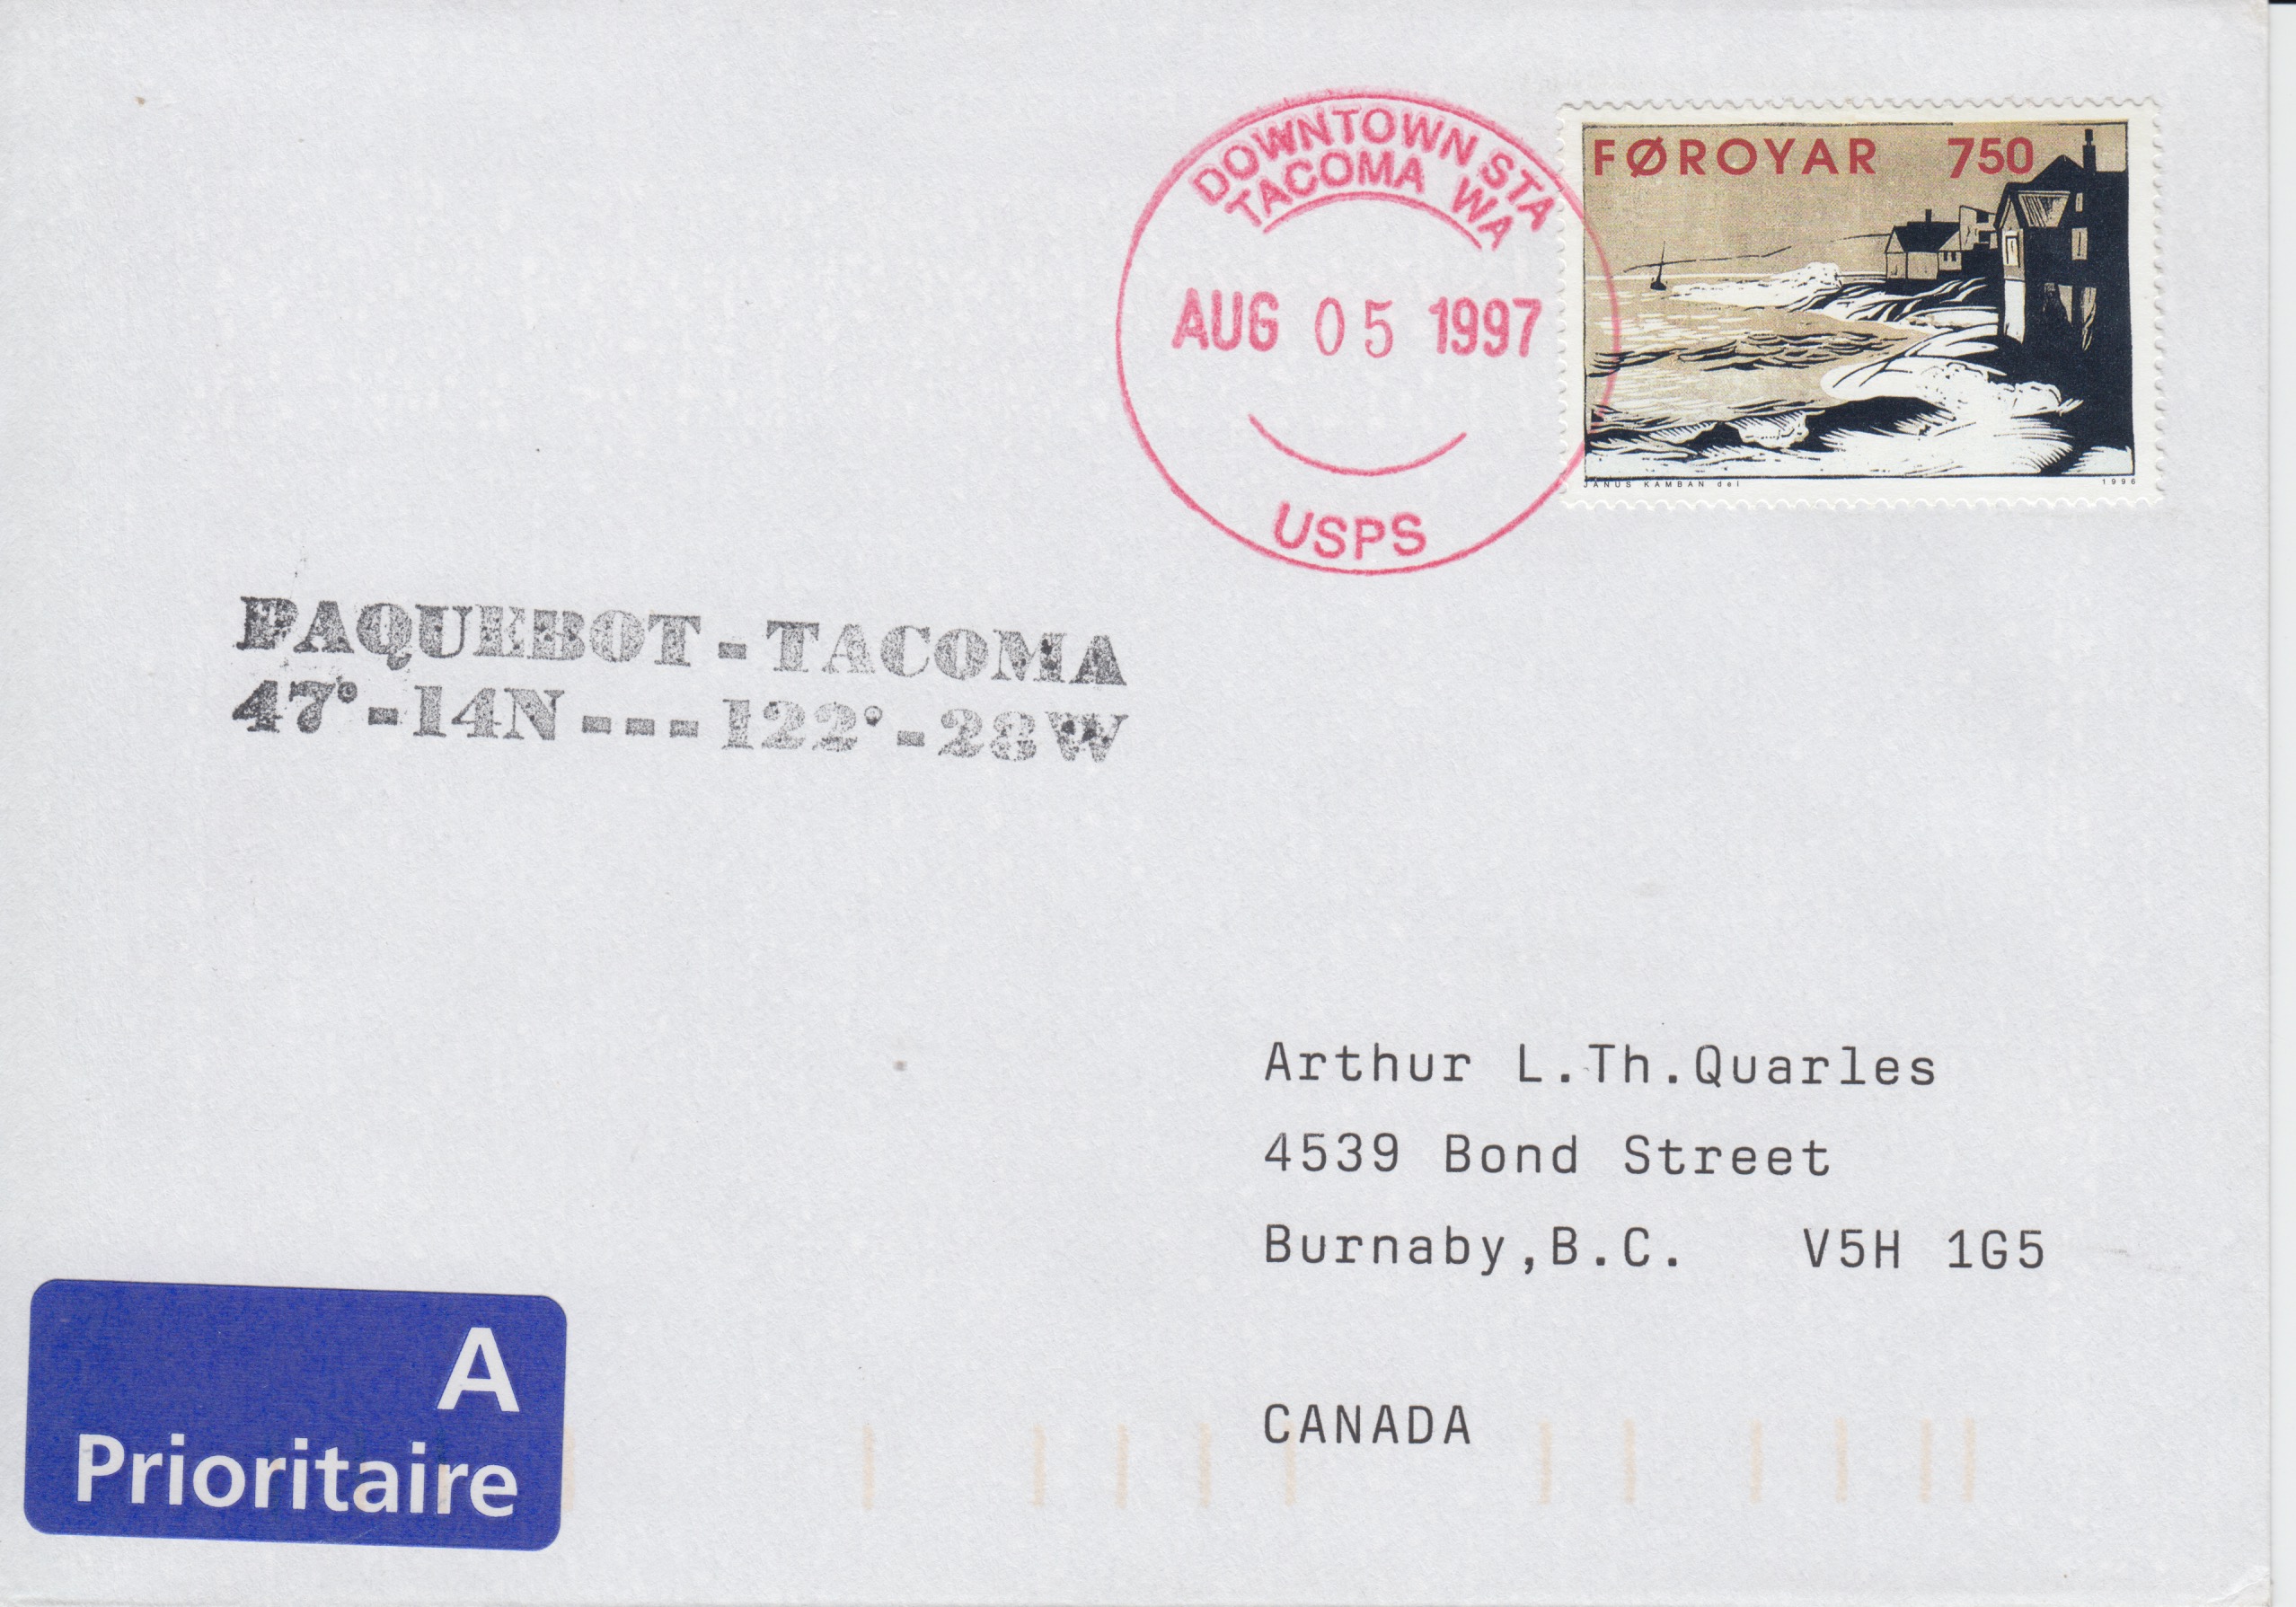 DOWNTOWN STA
TACOMA WA
AUG 05 1997
USPS
FØROYAR 750
JANUS KAMBAN del 1996
PAQUEBOT-TACOMA
47°-14N---122°-28W
Arthur L.Th.Quarles
4539 Bond Street
Burnaby,B.C. V5H 1G5
CANADA
A
Prioritaire